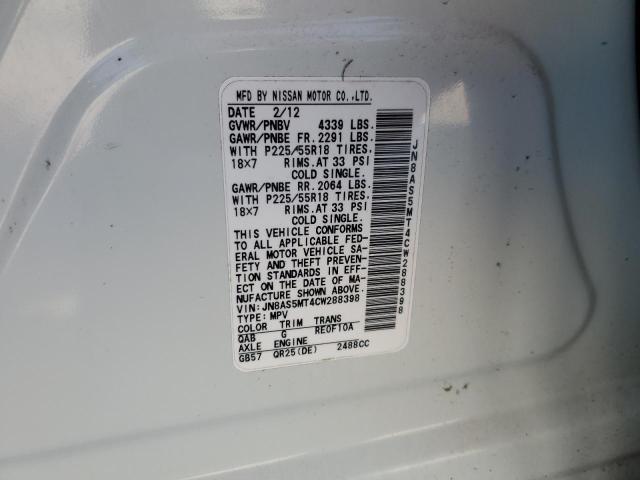 MFD BY NISSAN MOTOR CO.,LTD.
DATE 2/12
GVWR/PNBV 4339 LBS.
GAWR/PNBE FR. 2291 LBS.
WITH P225/55R18 TIRES.
18×7 RIMS.AT 33 PSI
COLD SINGLE.
GAWR/PNBE RR. 2064 LBS.
WITH P225/55R18 TIRES.
18×7 RIMS.AT 33 PSI
COLD SINGLE.
THIS VEHICLE CONFORMS
TO ALL APPLICABLE FED-
ERAL MOTOR VEHICLE SA-
FETY AND THEFT PREVEN-
TION STANDARDS IN EFF-
ECT ON THE DATE OF MA-
NUFACTURE SHOWN ABOVE.
VIN:JN8AS5MT4CW288398
TYPE:MPV
COLOR TRIM TRANS
QAB G RE0F10A
AXLE ENGINE
GB57 QR25(DE) 2488CC
JN8AS5MT4CW288398